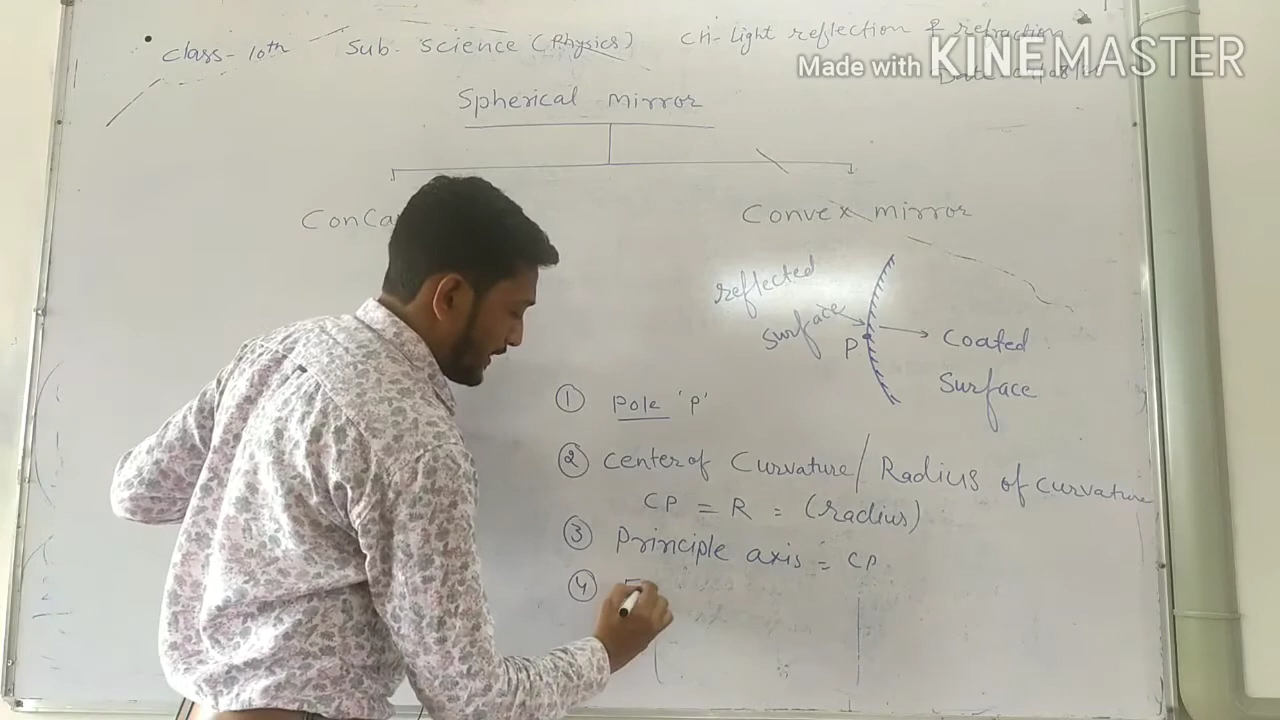 Class-10th Sub- Science (Physics) CH- Light reflection & refraction
Made with KINEMASTER
Date
Spherical mirror
Convex mirror
reflected
surface
P
Coated
Surface
① Pole 'P'
② Center of Curvature/ Radius of curvature
CP = R = (radius)
③ Principle axis = CP
④ F